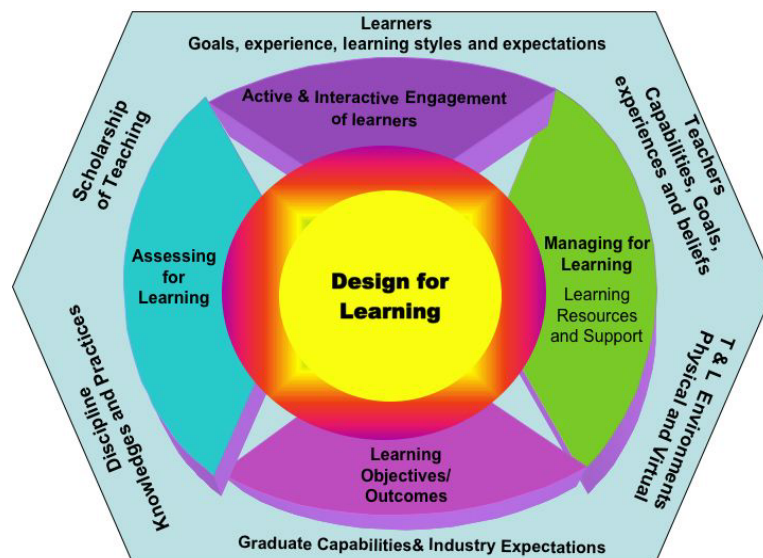 Learners
Goals, experience, learning styles and expectations
Active & Interactive Engagement
of learners
Scholarship
of Teaching
Teachers
Capabilities, Goals,
experiences and beliefs
Assessing
for
Learning
Design for
Learning
Managing for
Learning
Learning
Resources
and Support
Discipline
Knowledges and Practices
T & L Environments
Physical and Virtual
Learning
Objectives/
Outcomes
Graduate Capabilities& Industry Expectations